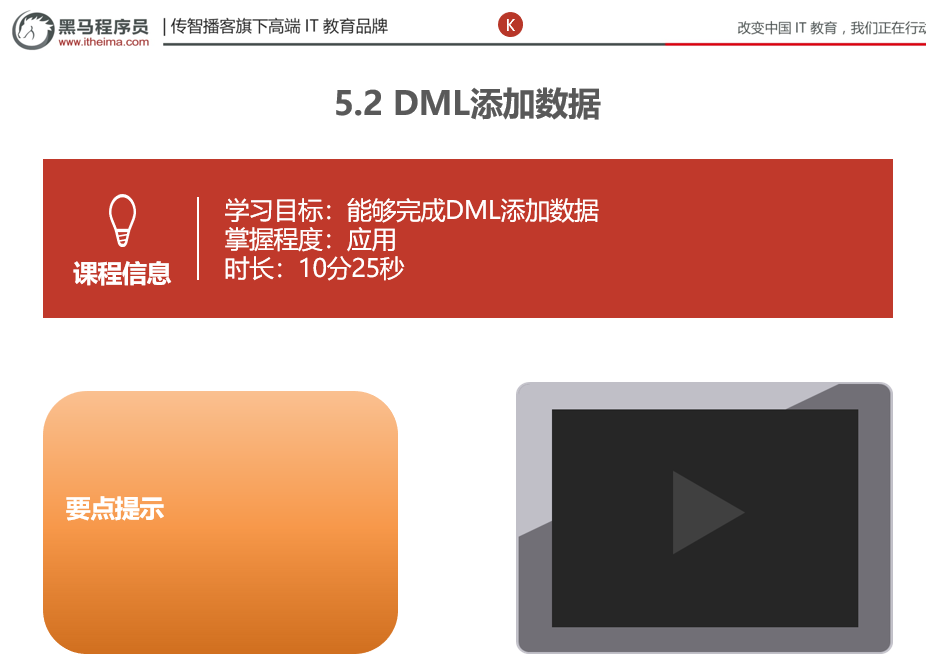 黑马程序员
www.itheima.com
| 传智播客旗下高端 IT 教育品牌
K
改变中国 IT 教育，我们正在行动
5.2 DML添加数据
课程信息
学习目标：能够完成DML添加数据
掌握程度：应用
时长：10分25秒
要点提示